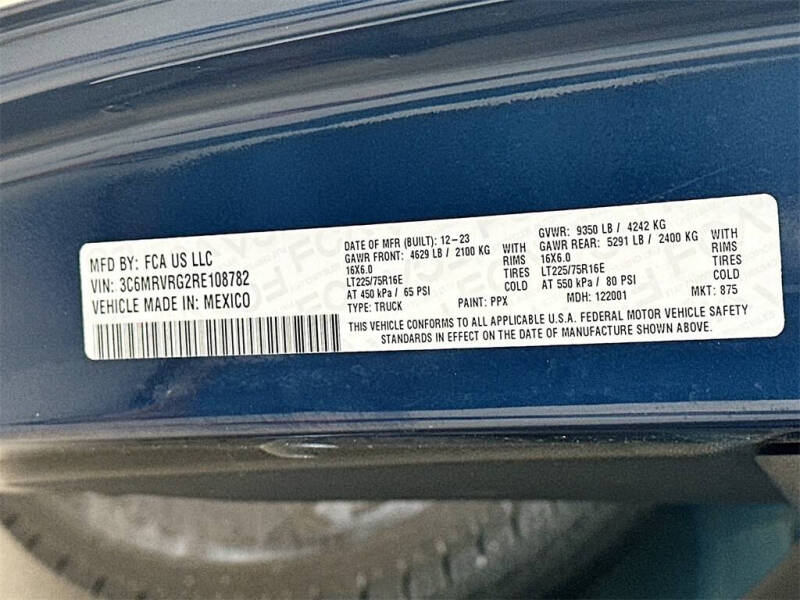 MFD BY: FCA US LLC
VIN: 3C6MRVRG2RE108782
VEHICLE MADE IN: MEXICO
DATE OF MFR (BUILT): 12-23
GAWR FRONT: 4629 LB / 2100 KG WITH
16X6.0 RIMS
LT225/75R16E TIRES
AT 450 kPa / 65 PSI COLD
TYPE: TRUCK PAINT: PPX
GVWR: 9350 LB / 4242 KG
GAWR REAR: 5291 LB / 2400 KG WITH
16X6.0 RIMS
LT225/75R16E TIRES
AT 550 kPa / 80 PSI COLD
MDH: 122001 MKT: 875
THIS VEHICLE CONFORMS TO ALL APPLICABLE U.S.A. FEDERAL MOTOR VEHICLE SAFETY
STANDARDS IN EFFECT ON THE DATE OF MANUFACTURE SHOWN ABOVE.